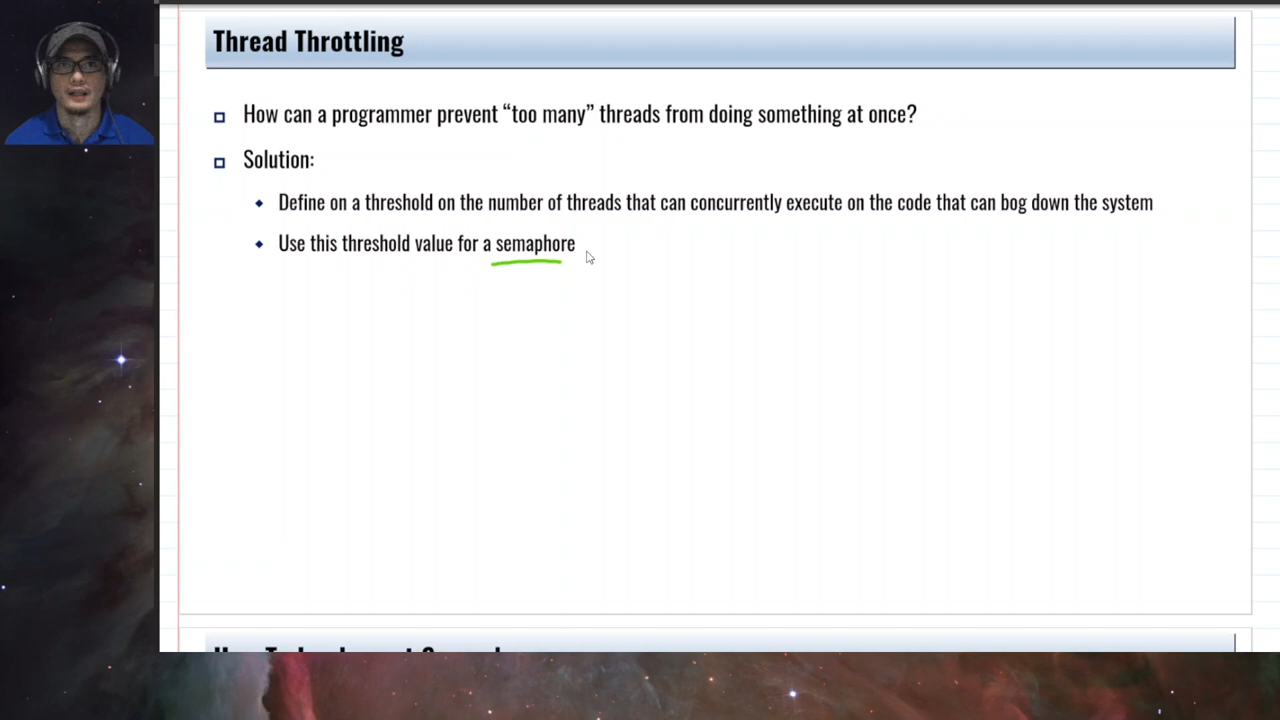 Thread Throttling
How can a programmer prevent “too many” threads from doing something at once?
Solution:
Define on a threshold on the number of threads that can concurrently execute on the code that can bog down the system
Use this threshold value for a semaphore